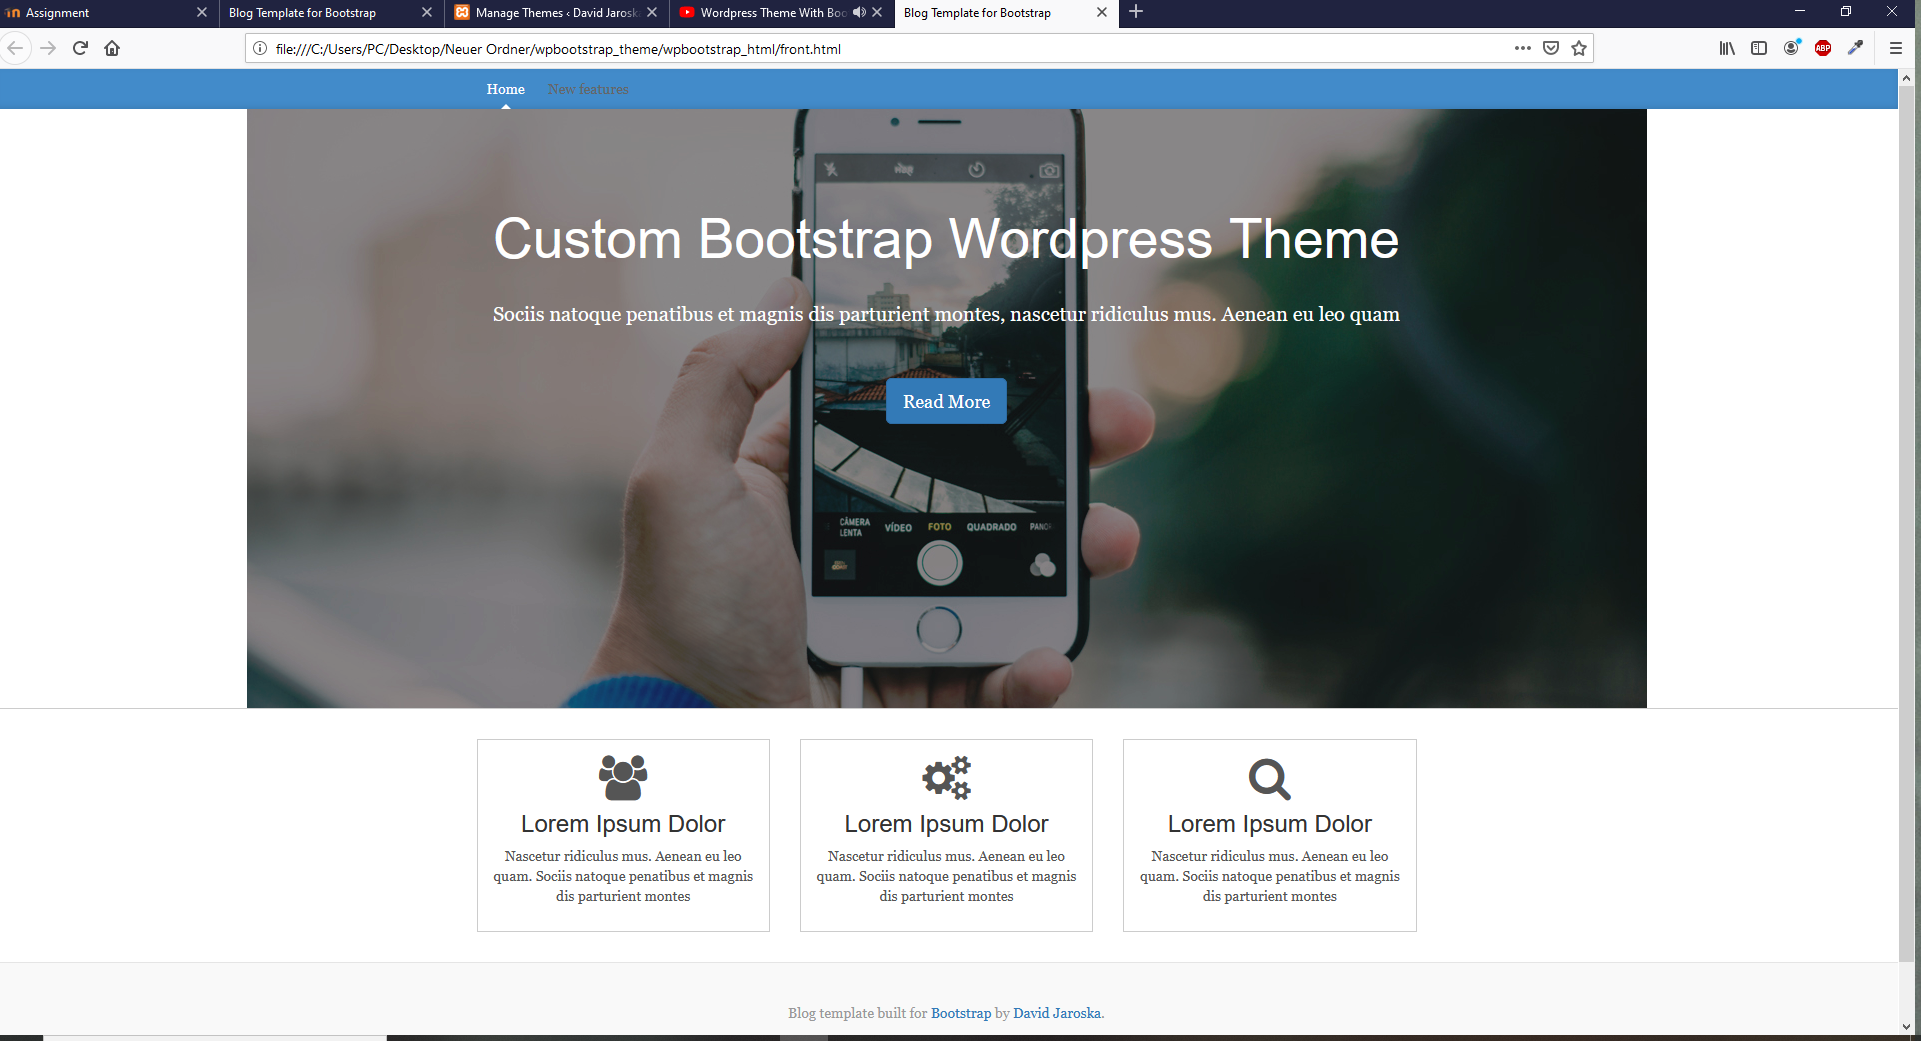 Assignment
Blog Template for Bootstrap
Manage Themes ‹ David Jarosk
Wordpress Theme With Boo
Blog Template for Bootstrap
file:///C:/Users/PC/Desktop/Neuer Ordner/wpbootstrap_theme/wpbootstrap_html/front.html
ABP
Home
New features
Custom Bootstrap Wordpress Theme
Sociis natoque penatibus et magnis dis parturient montes, nascetur ridiculus mus. Aenean eu leo quam
Read More
CÂMERA
LENTA
VÍDEO
FOTO
QUADRADO
PANOR
Lorem Ipsum Dolor
Nascetur ridiculus mus. Aenean eu leo
quam. Sociis natoque penatibus et magnis
dis parturient montes
Lorem Ipsum Dolor
Nascetur ridiculus mus. Aenean eu leo
quam. Sociis natoque penatibus et magnis
dis parturient montes
Lorem Ipsum Dolor
Nascetur ridiculus mus. Aenean eu leo
quam. Sociis natoque penatibus et magnis
dis parturient montes
Blog template built for Bootstrap by David Jaroska.